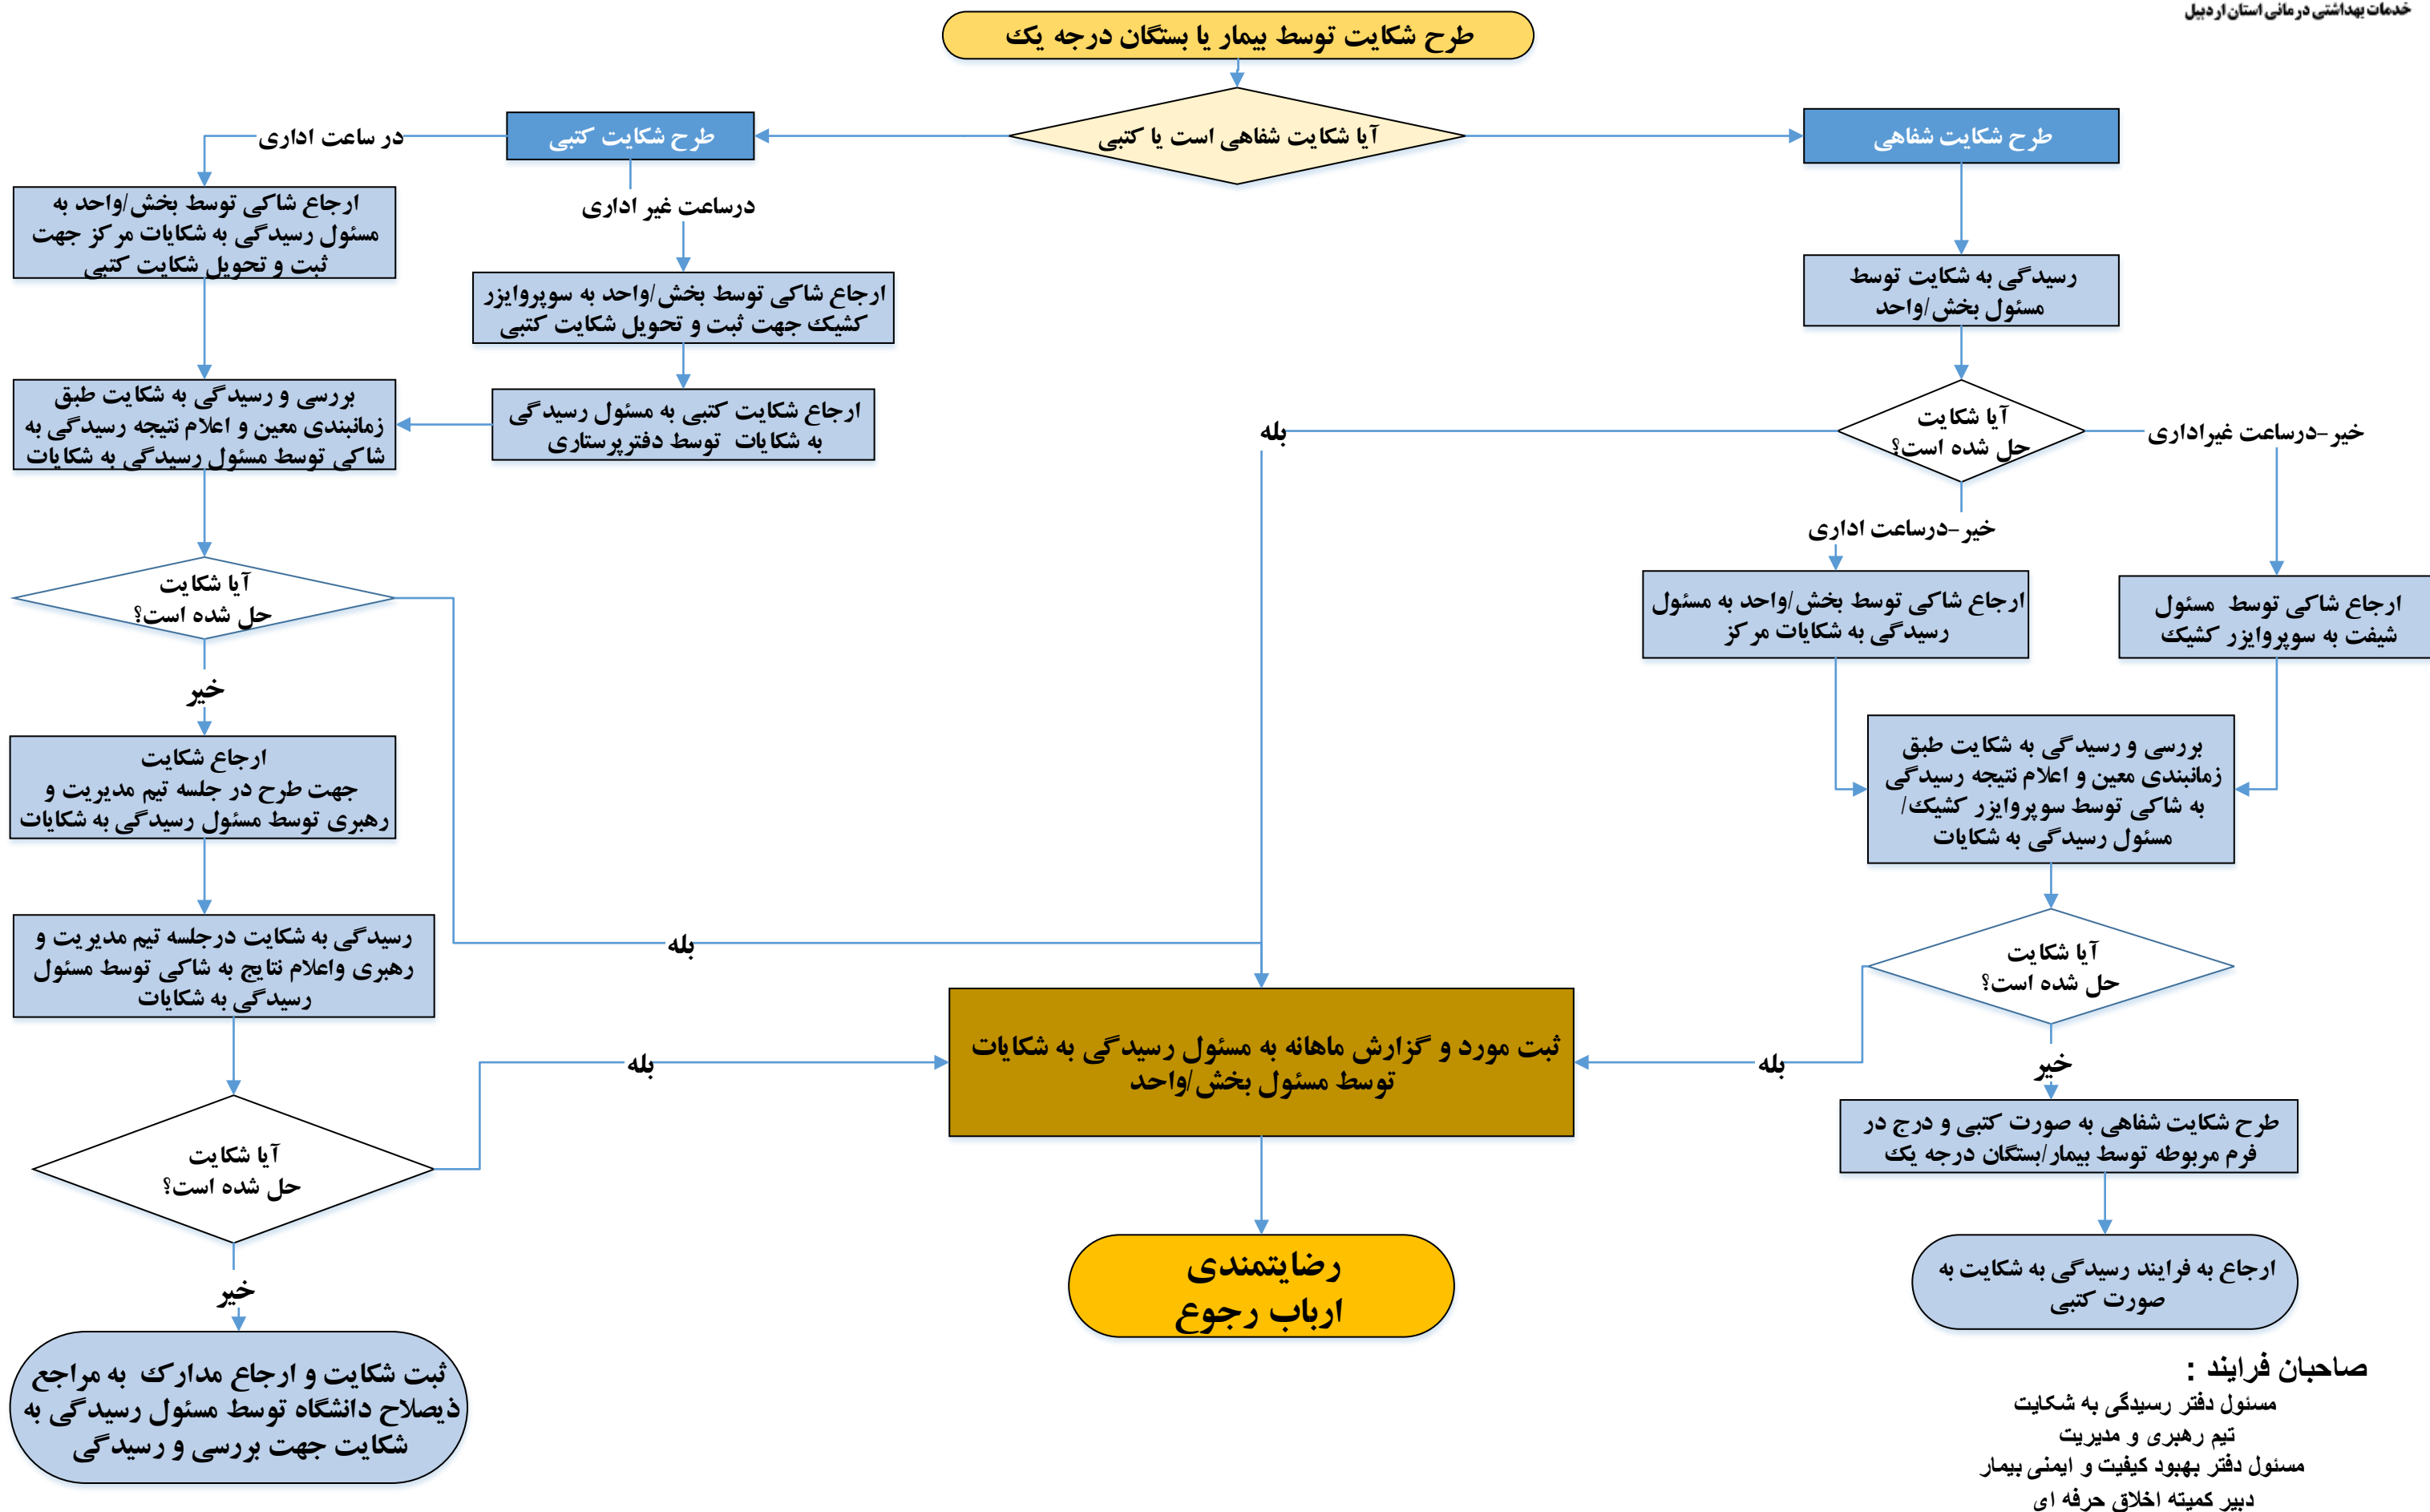 خدمات بهداشتی درمانی استان اردبیل
طرح شکایت توسط بیمار یا بستگان درجه یک
آیا شکایت شفاهی است یا کتبی
طرح شکایت شفاهی
طرح شکایت کتبی
در ساعت اداری
درساعت غیر اداری
رسیدگی به شکایت توسط
مسئول بخش/واحد
آیا شکایت
حل شده است؟
بله
خیر-درساعت غیراداری
خیر-درساعت اداری
ارجاع شاکی توسط مسئول
شیفت به سوپروایزر کشیک
ارجاع شاکی توسط بخش/واحد به مسئول
رسیدگی به شکایات مرکز
بررسی و رسیدگی به شکایت طبق
زمانبندی معین و اعلام نتیجه رسیدگی
به شاکی توسط سوپروایزر کشیک/
مسئول رسیدگی به شکایات
آیا شکایت
حل شده است؟
بله
خیر
طرح شکایت شفاهی به صورت کتبی و درج در
فرم مربوطه توسط بیمار/بستگان درجه یک
ارجاع به فرایند رسیدگی به شکایت به
صورت کتبی
ارجاع شاکی توسط بخش/واحد به
مسئول رسیدگی به شکایات مرکز جهت
ثبت و تحویل شکایت کتبی
ارجاع شاکی توسط بخش/واحد به سوپروایزر
کشیک جهت ثبت و تحویل شکایت کتبی
ارجاع شکایت کتبی به مسئول رسیدگی
به شکایات توسط دفترپرستاری
بررسی و رسیدگی به شکایت طبق
زمانبندی معین و اعلام نتیجه رسیدگی به
شاکی توسط مسئول رسیدگی به شکایات
آیا شکایت
حل شده است؟
بله
خیر
ارجاع شکایت
جهت طرح در جلسه تیم مدیریت و
رهبری توسط مسئول رسیدگی به شکایات
رسیدگی به شکایت درجلسه تیم مدیریت و
رهبری واعلام نتایج به شاکی توسط مسئول
رسیدگی به شکایات
آیا شکایت
حل شده است؟
بله
خیر
ثبت شکایت و ارجاع مدارک به مراجع
ذیصلاح دانشگاه توسط مسئول رسیدگی به
شکایت جهت بررسی و رسیدگی
ثبت مورد و گزارش ماهانه به مسئول رسیدگی به شکایات
توسط مسئول بخش/واحد
رضایتمندی
ارباب رجوع
صاحبان فرایند :
مسئول دفتر رسیدگی به شکایت
تیم رهبری و مدیریت
مسئول دفتر بهبود کیفیت و ایمنی بیمار
دبیر کمیته اخلاق حرفه ای